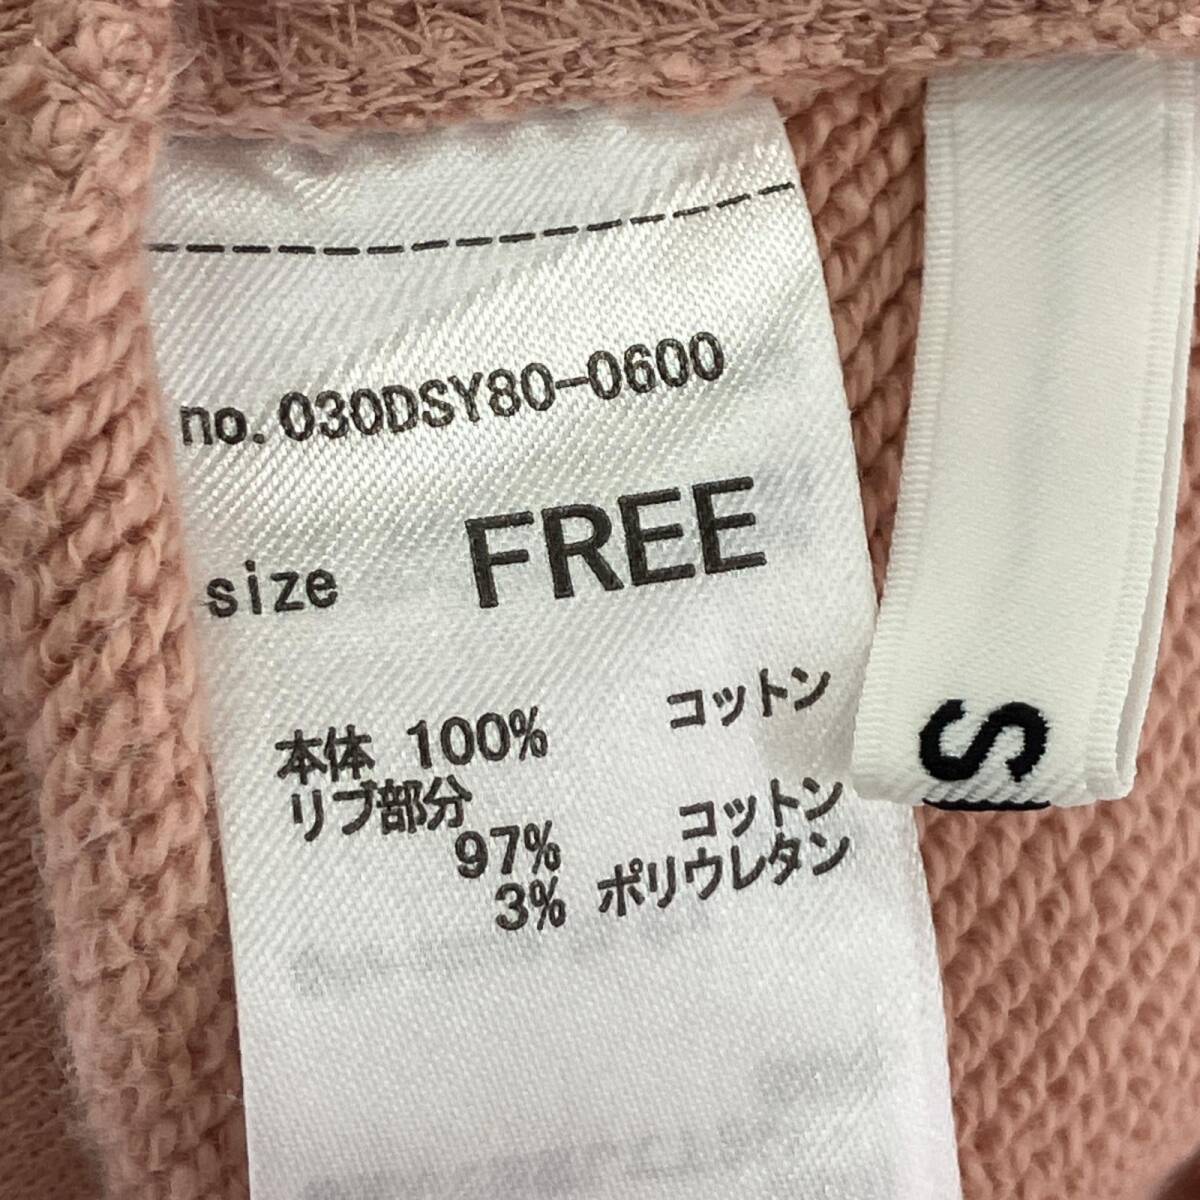 no.030DSY80-0600
size FREE
本体 100% コットン
リブ部分
97% コットン
3% ポリウレタン
S